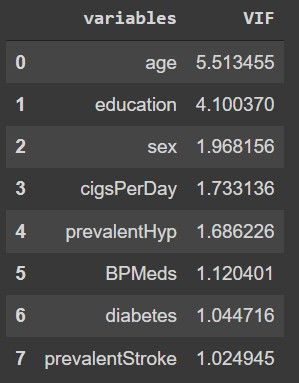 variables VIF
0 age 5.513455
1 education 4.100370
2 sex 1.968156
3 cigsPerDay 1.733136
4 prevalentHyp 1.686226
5 BPMeds 1.120401
6 diabetes 1.044716
7 prevalentStroke 1.024945